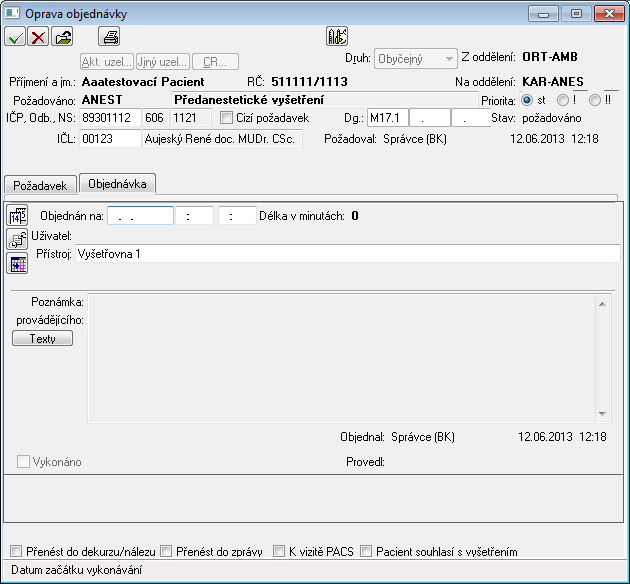 Oprava objednávky
Akt. uzel... Jiný uzel... CR... Druh: Obyčejný Z oddělení: ORT-AMB
Příjmení a jm.: Aaatestovací Pacient RČ: 511111/1113 Na oddělení: KAR-ANES
Požadováno: ANEST Předanestetické vyšetření Priorita: st ! !!
IČP, Odb., NS: 89301112 606 1121 Cizí požadavek Dg.: M17.1 . . Stav: požadováno
IČL: 00123 Aujeský René doc. MUDr. CSc. Požadoval: Správce (BK) 12.06.2013 12:18
Požadavek Objednávka
Objednán na: . . : : Délka v minutách: 0
Uživatel:
Přístroj: Vyšetřovna 1
Poznámka:
provádějícího:
Texty
Objednal: Správce (BK) 12.06.2013 12:18
Vykonáno Provedl:
Přenést do dekurzu/nálezu Přenést do zprávy K vizitě PACS Pacient souhlasí s vyšetřením
Datum začátku vykonávání